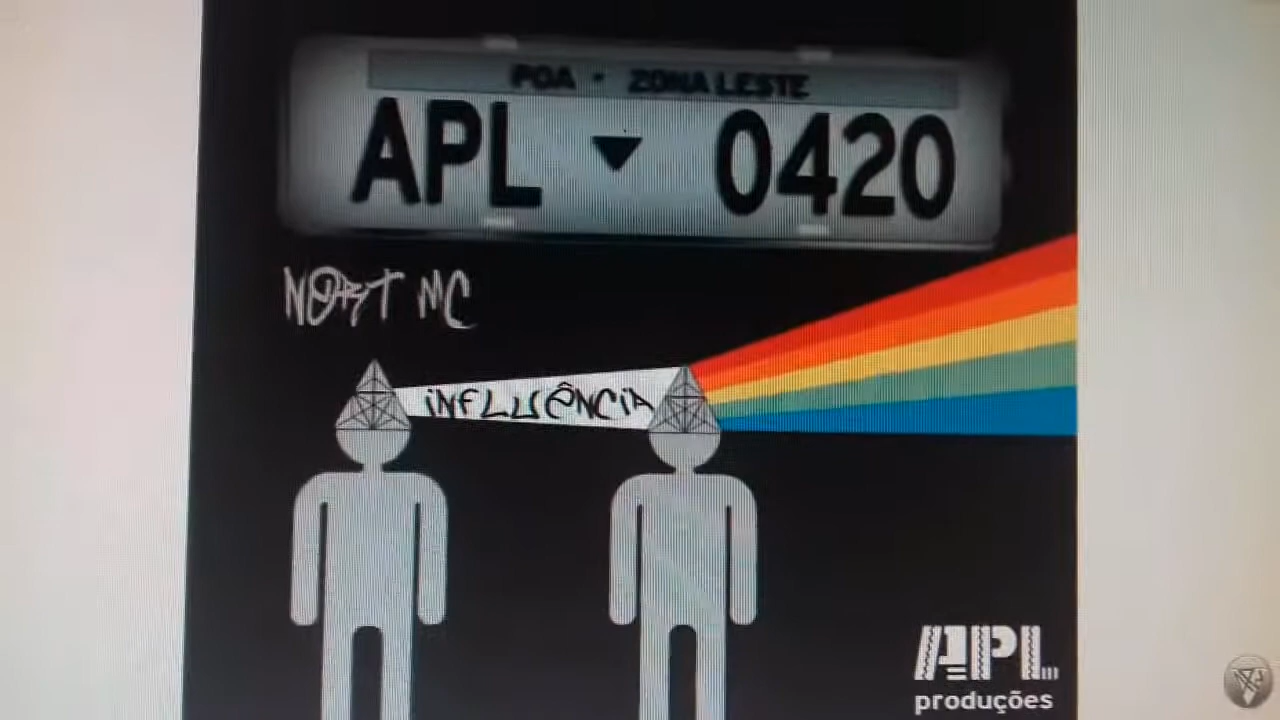 POA • ZONA LESTE
APL ▼ 0420
NORT MC
iNFLUÊNCiA
APL
produções